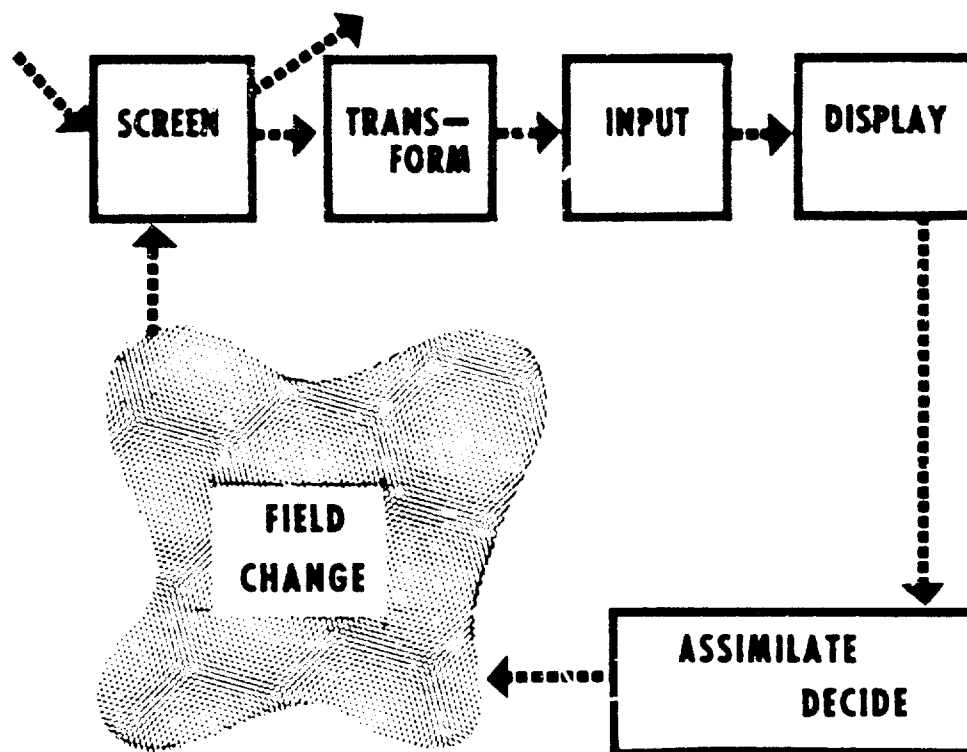 SCREEN
TRANS-
FORM
INPUT
DISPLAY
FIELD
CHANGE
ASSIMILATE
DECIDE